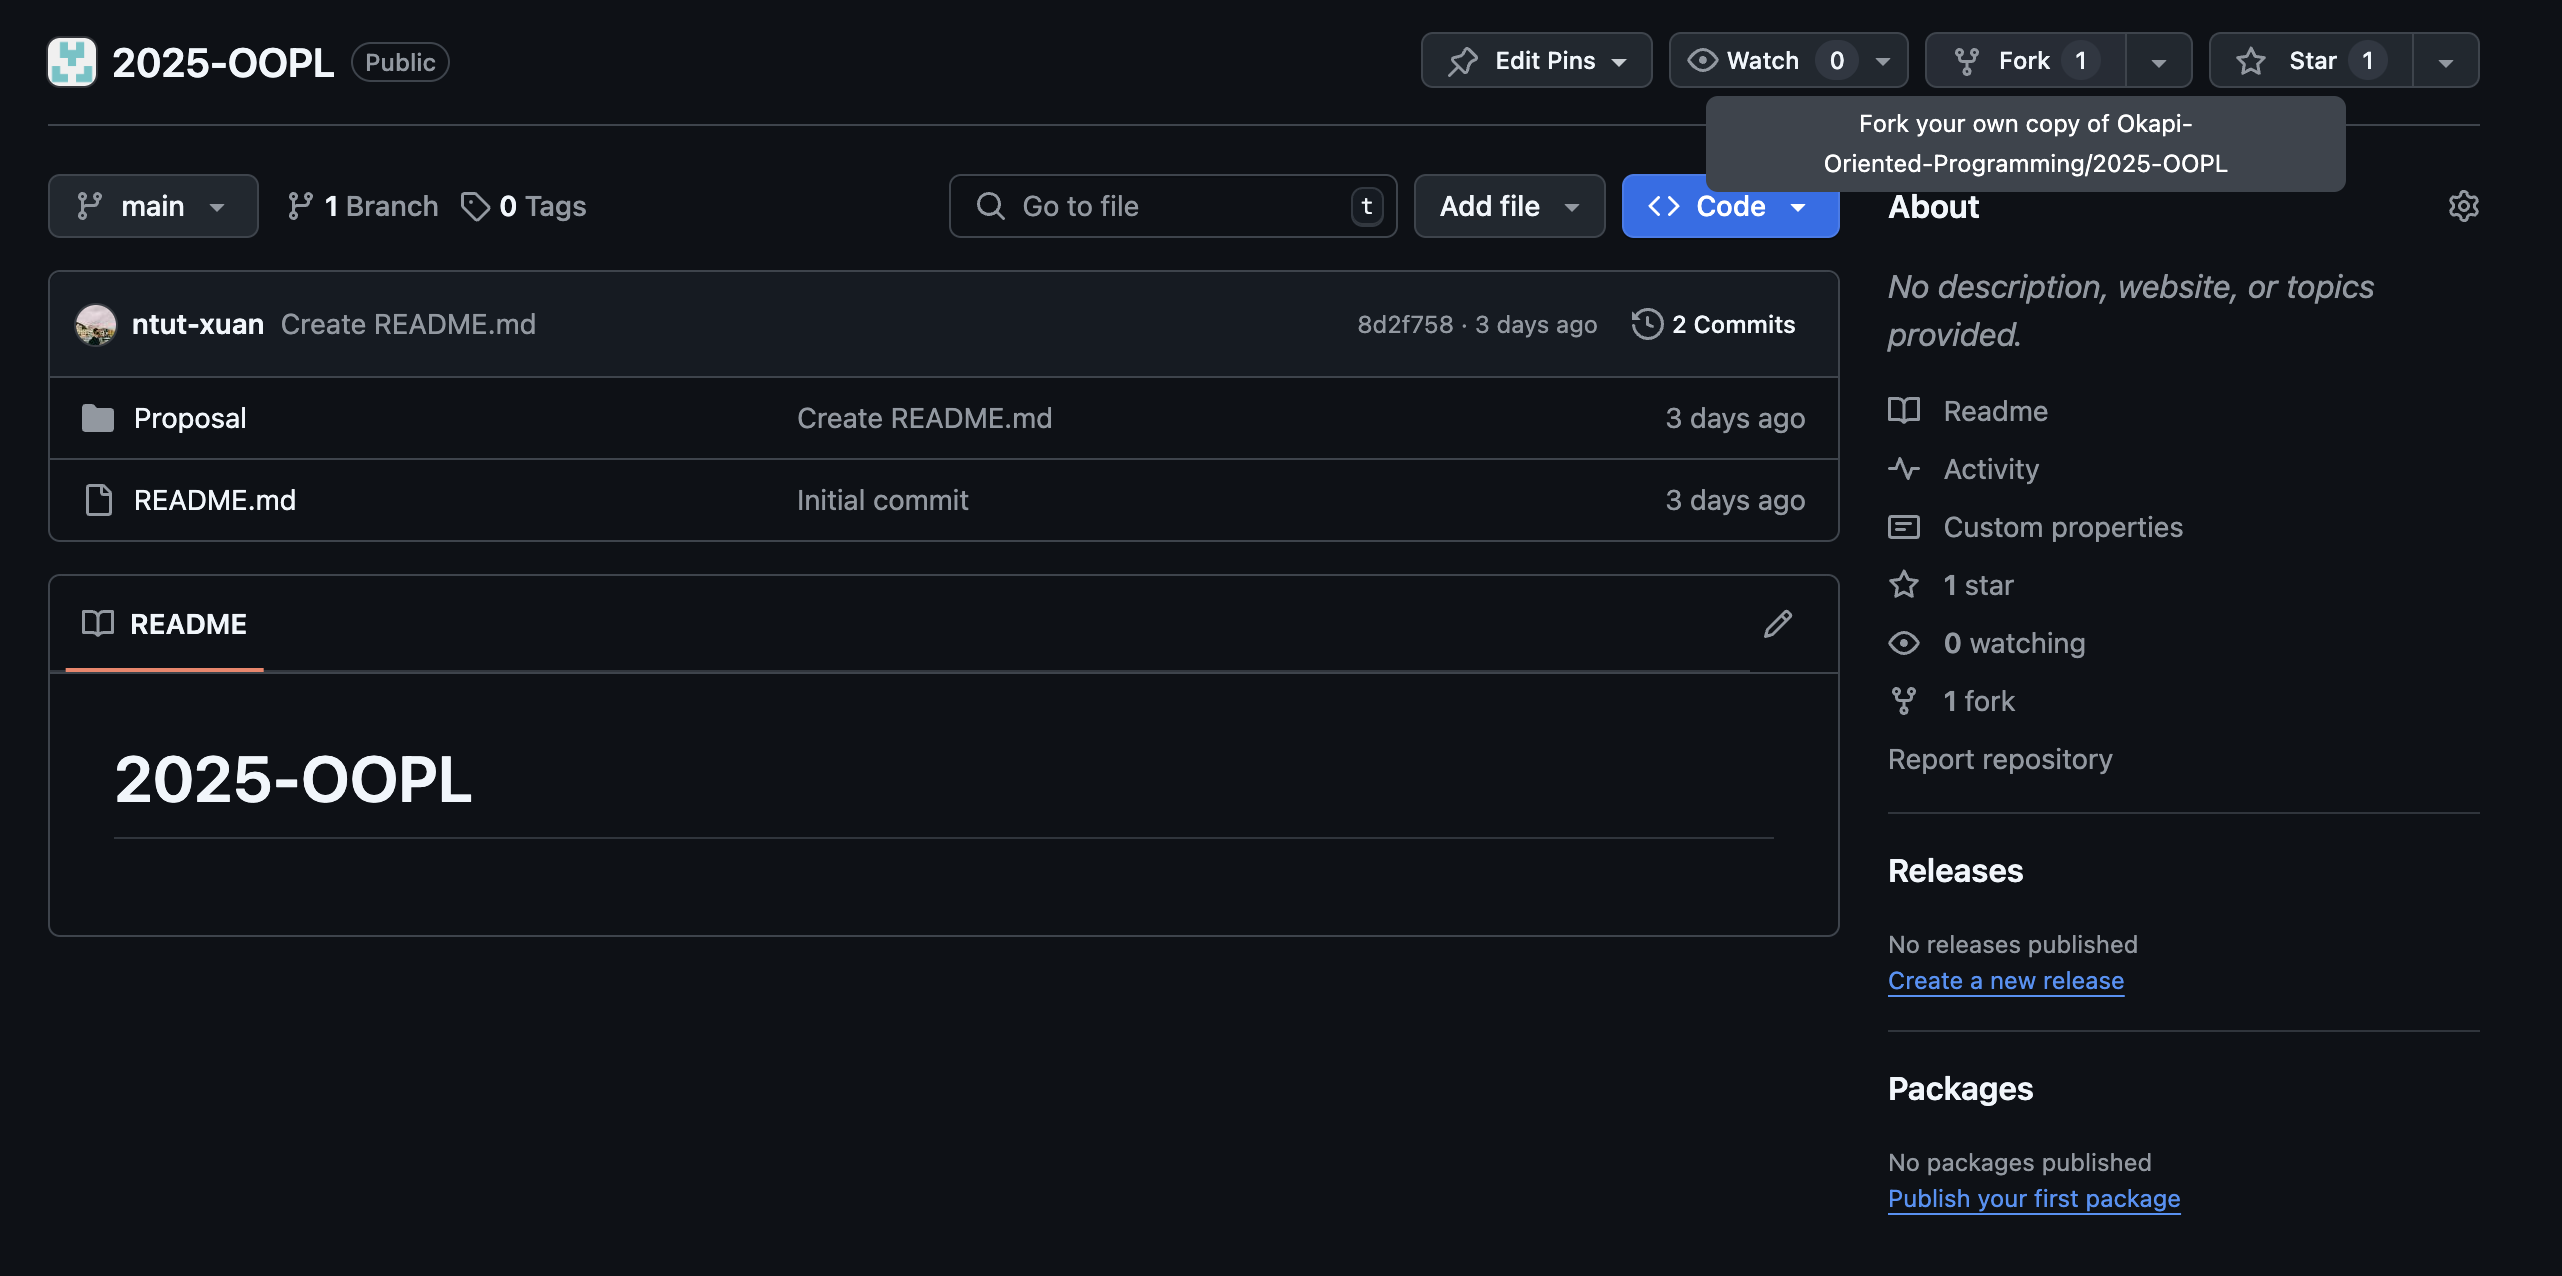 2025-OOPL Public Edit Pins Watch 0 Fork 1 Star 1
Fork your own copy of Okapi-
Oriented-Programming/2025-OOPL
main 1 Branch 0 Tags Go to file t Add file Code
ntut-xuan Create README.md 8d2f758 · 3 days ago 2 Commits
Proposal Create README.md 3 days ago
README.md Initial commit 3 days ago
README
2025-OOPL
About
No description, website, or topics
provided.
Readme
Activity
Custom properties
1 star
0 watching
1 fork
Report repository
Releases
No releases published
Create a new release
Packages
No packages published
Publish your first package